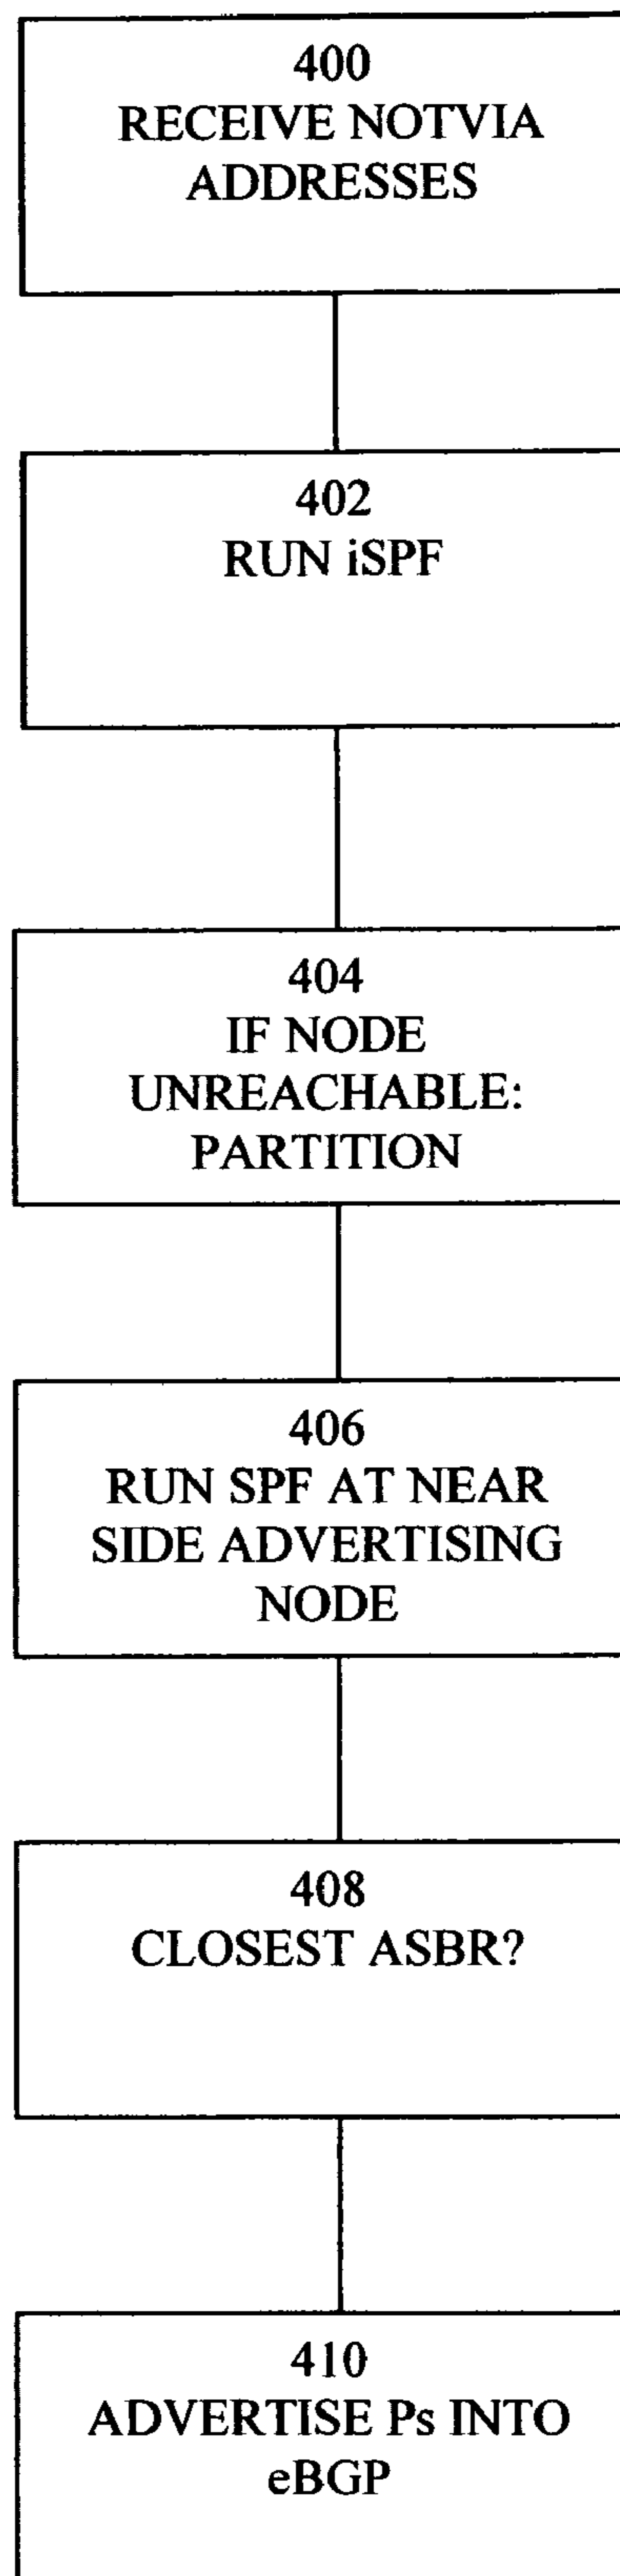 400
RECEIVE NOTVIA
ADDRESSES
402
RUN iSPF
404
IF NODE
UNREACHABLE:
PARTITION
406
RUN SPF AT NEAR
SIDE ADVERTISING
NODE
408
CLOSEST ASBR?
410
ADVERTISE Ps INTO
eBGP